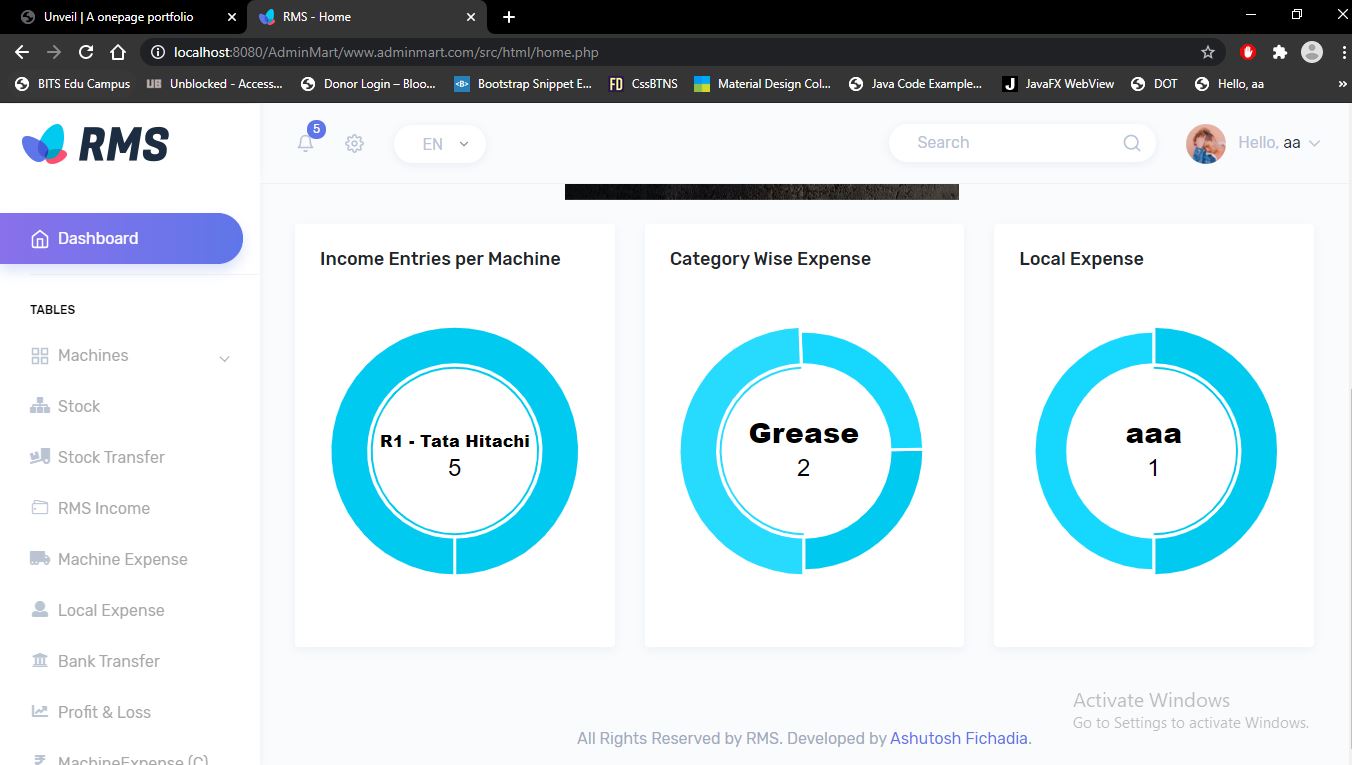 Unveil | A onepage portfolio
RMS - Home
localhost:8080/AdminMart/www.adminmart.com/src/html/home.php
BITS Edu Campus
UB Unblocked - Access...
Donor Login – Bloo...
<B> Bootstrap Snippet E...
FD CssBTNS
Material Design Col...
Java Code Example...
J JavaFX WebView
DOT
Hello, aa
»
RMS
5
EN
Search
Hello, aa
Dashboard
TABLES
Machines
Stock
Stock Transfer
RMS Income
Machine Expense
Local Expense
Bank Transfer
Profit & Loss
₹ MachineExpense (C)
Income Entries per Machine
R1 - Tata Hitachi
5
Category Wise Expense
Grease
2
Local Expense
aaa
1
Activate Windows
Go to Settings to activate Windows.
All Rights Reserved by RMS. Developed by Ashutosh Fichadia.